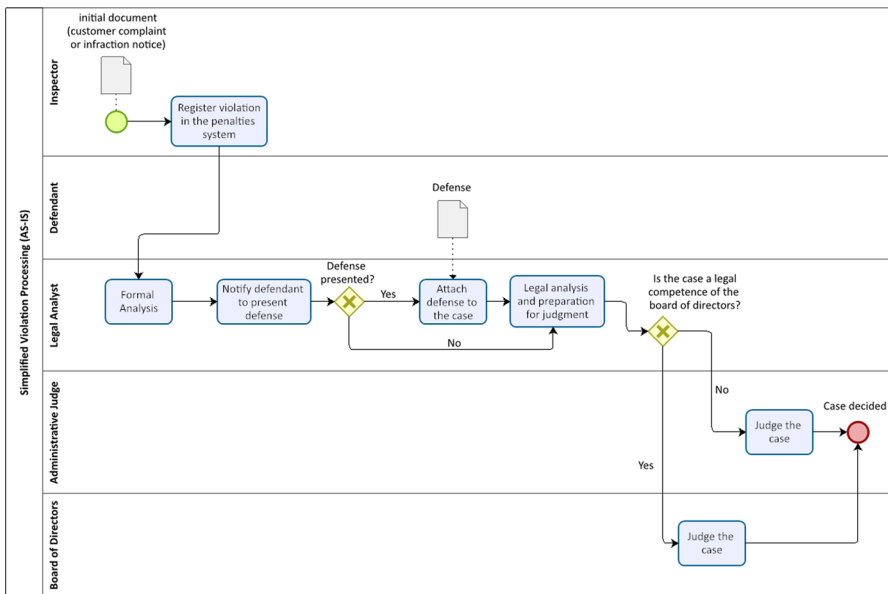 Simplified Violation Processing (AS-IS)
Inspector
initial document
(customer complaint
or infraction notice)
Register violation
in the penalties
system
Defendant
Defense
Legal Analyst
Formal
Analysis
Notify defendant
to present
defense
Defense
presented?
Yes
No
Attach
defense to
the case
Legal analysis
and preparation
for judgment
Is the case a legal
competence of the
board of directors?
No
Yes
Administrative Judge
Judge the
case
Case decided
Board of Directors
Judge the
case